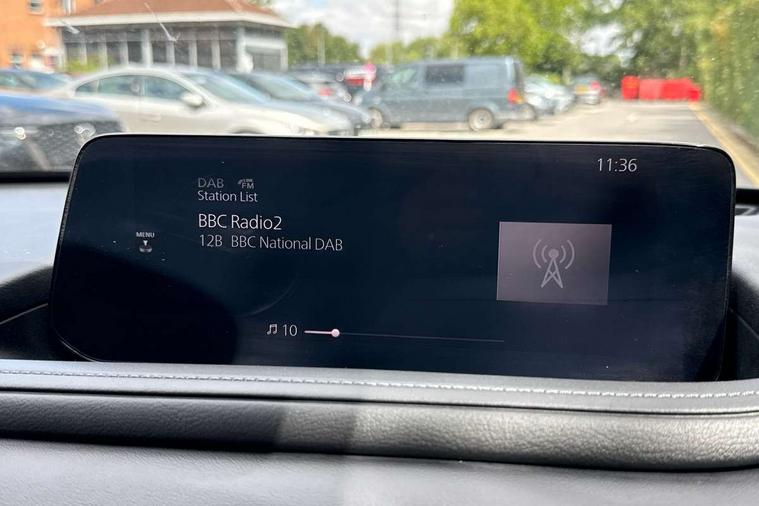 11:36
DAB FM
Station List
BBC Radio2
12B BBC National DAB
MENU
10